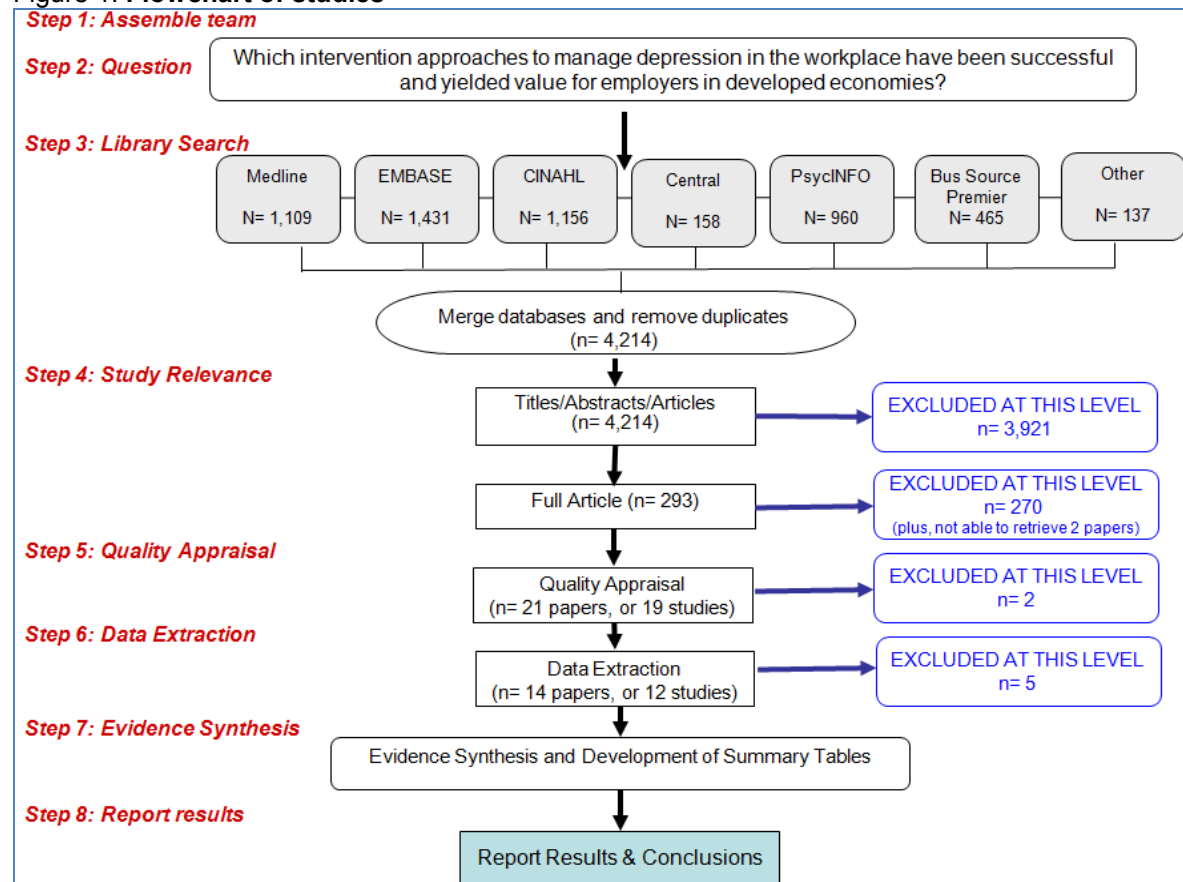 Figure 1. Flowchart of studies
Step 1: Assemble team
Step 2: Question
Which intervention approaches to manage depression in the workplace have been successful
and yielded value for employers in developed economies?
Step 3: Library Search
Medline
N= 1,109
EMBASE
N= 1,431
CINAHL
N= 1,156
Central
N= 158
PsycINFO
N= 960
Bus Source
Premier
N= 465
Other
N= 137
Merge databases and remove duplicates
(n= 4,214)
Step 4: Study Relevance
Titles/Abstracts/Articles
(n= 4,214)
EXCLUDED AT THIS LEVEL
n= 3,921
Full Article (n= 293)
EXCLUDED AT THIS LEVEL
n= 270
(plus, not able to retrieve 2 papers)
Step 5: Quality Appraisal
Quality Appraisal
(n= 21 papers, or 19 studies)
EXCLUDED AT THIS LEVEL
n= 2
Step 6: Data Extraction
Data Extraction
(n= 14 papers, or 12 studies)
EXCLUDED AT THIS LEVEL
n= 5
Step 7: Evidence Synthesis
Evidence Synthesis and Development of Summary Tables
Step 8: Report results
Report Results & Conclusions